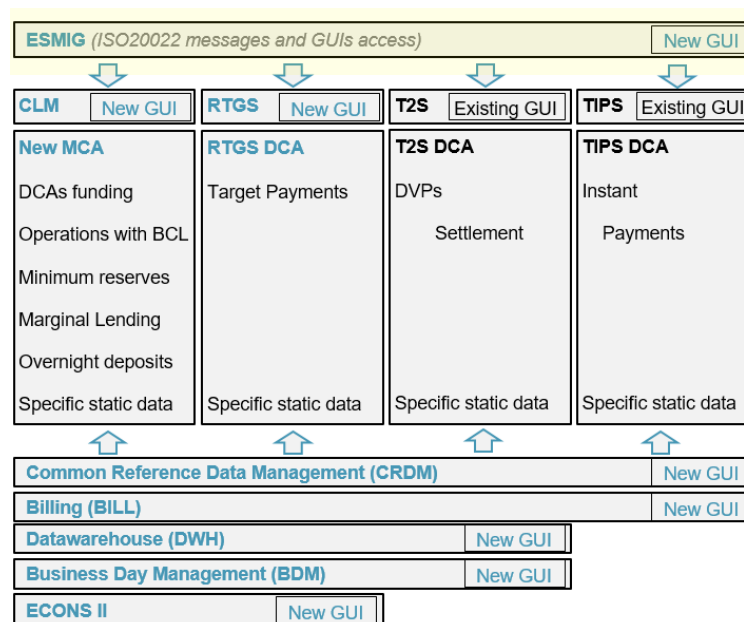 ESMIG (ISO20022 messages and GUIs access) New GUI
CLM New GUI
RTGS New GUI
T2S Existing GUI
TIPS Existing GUI
New MCA
DCAs funding
Operations with BCL
Minimum reserves
Marginal Lending
Overnight deposits
Specific static data
RTGS DCA
Target Payments
Specific static data
T2S DCA
DVPs
Settlement
Specific static data
TIPS DCA
Instant
Payments
Specific static data
Common Reference Data Management (CRDM) New GUI
Billing (BILL) New GUI
Datawarehouse (DWH) New GUI
Business Day Management (BDM) New GUI
ECONS II New GUI